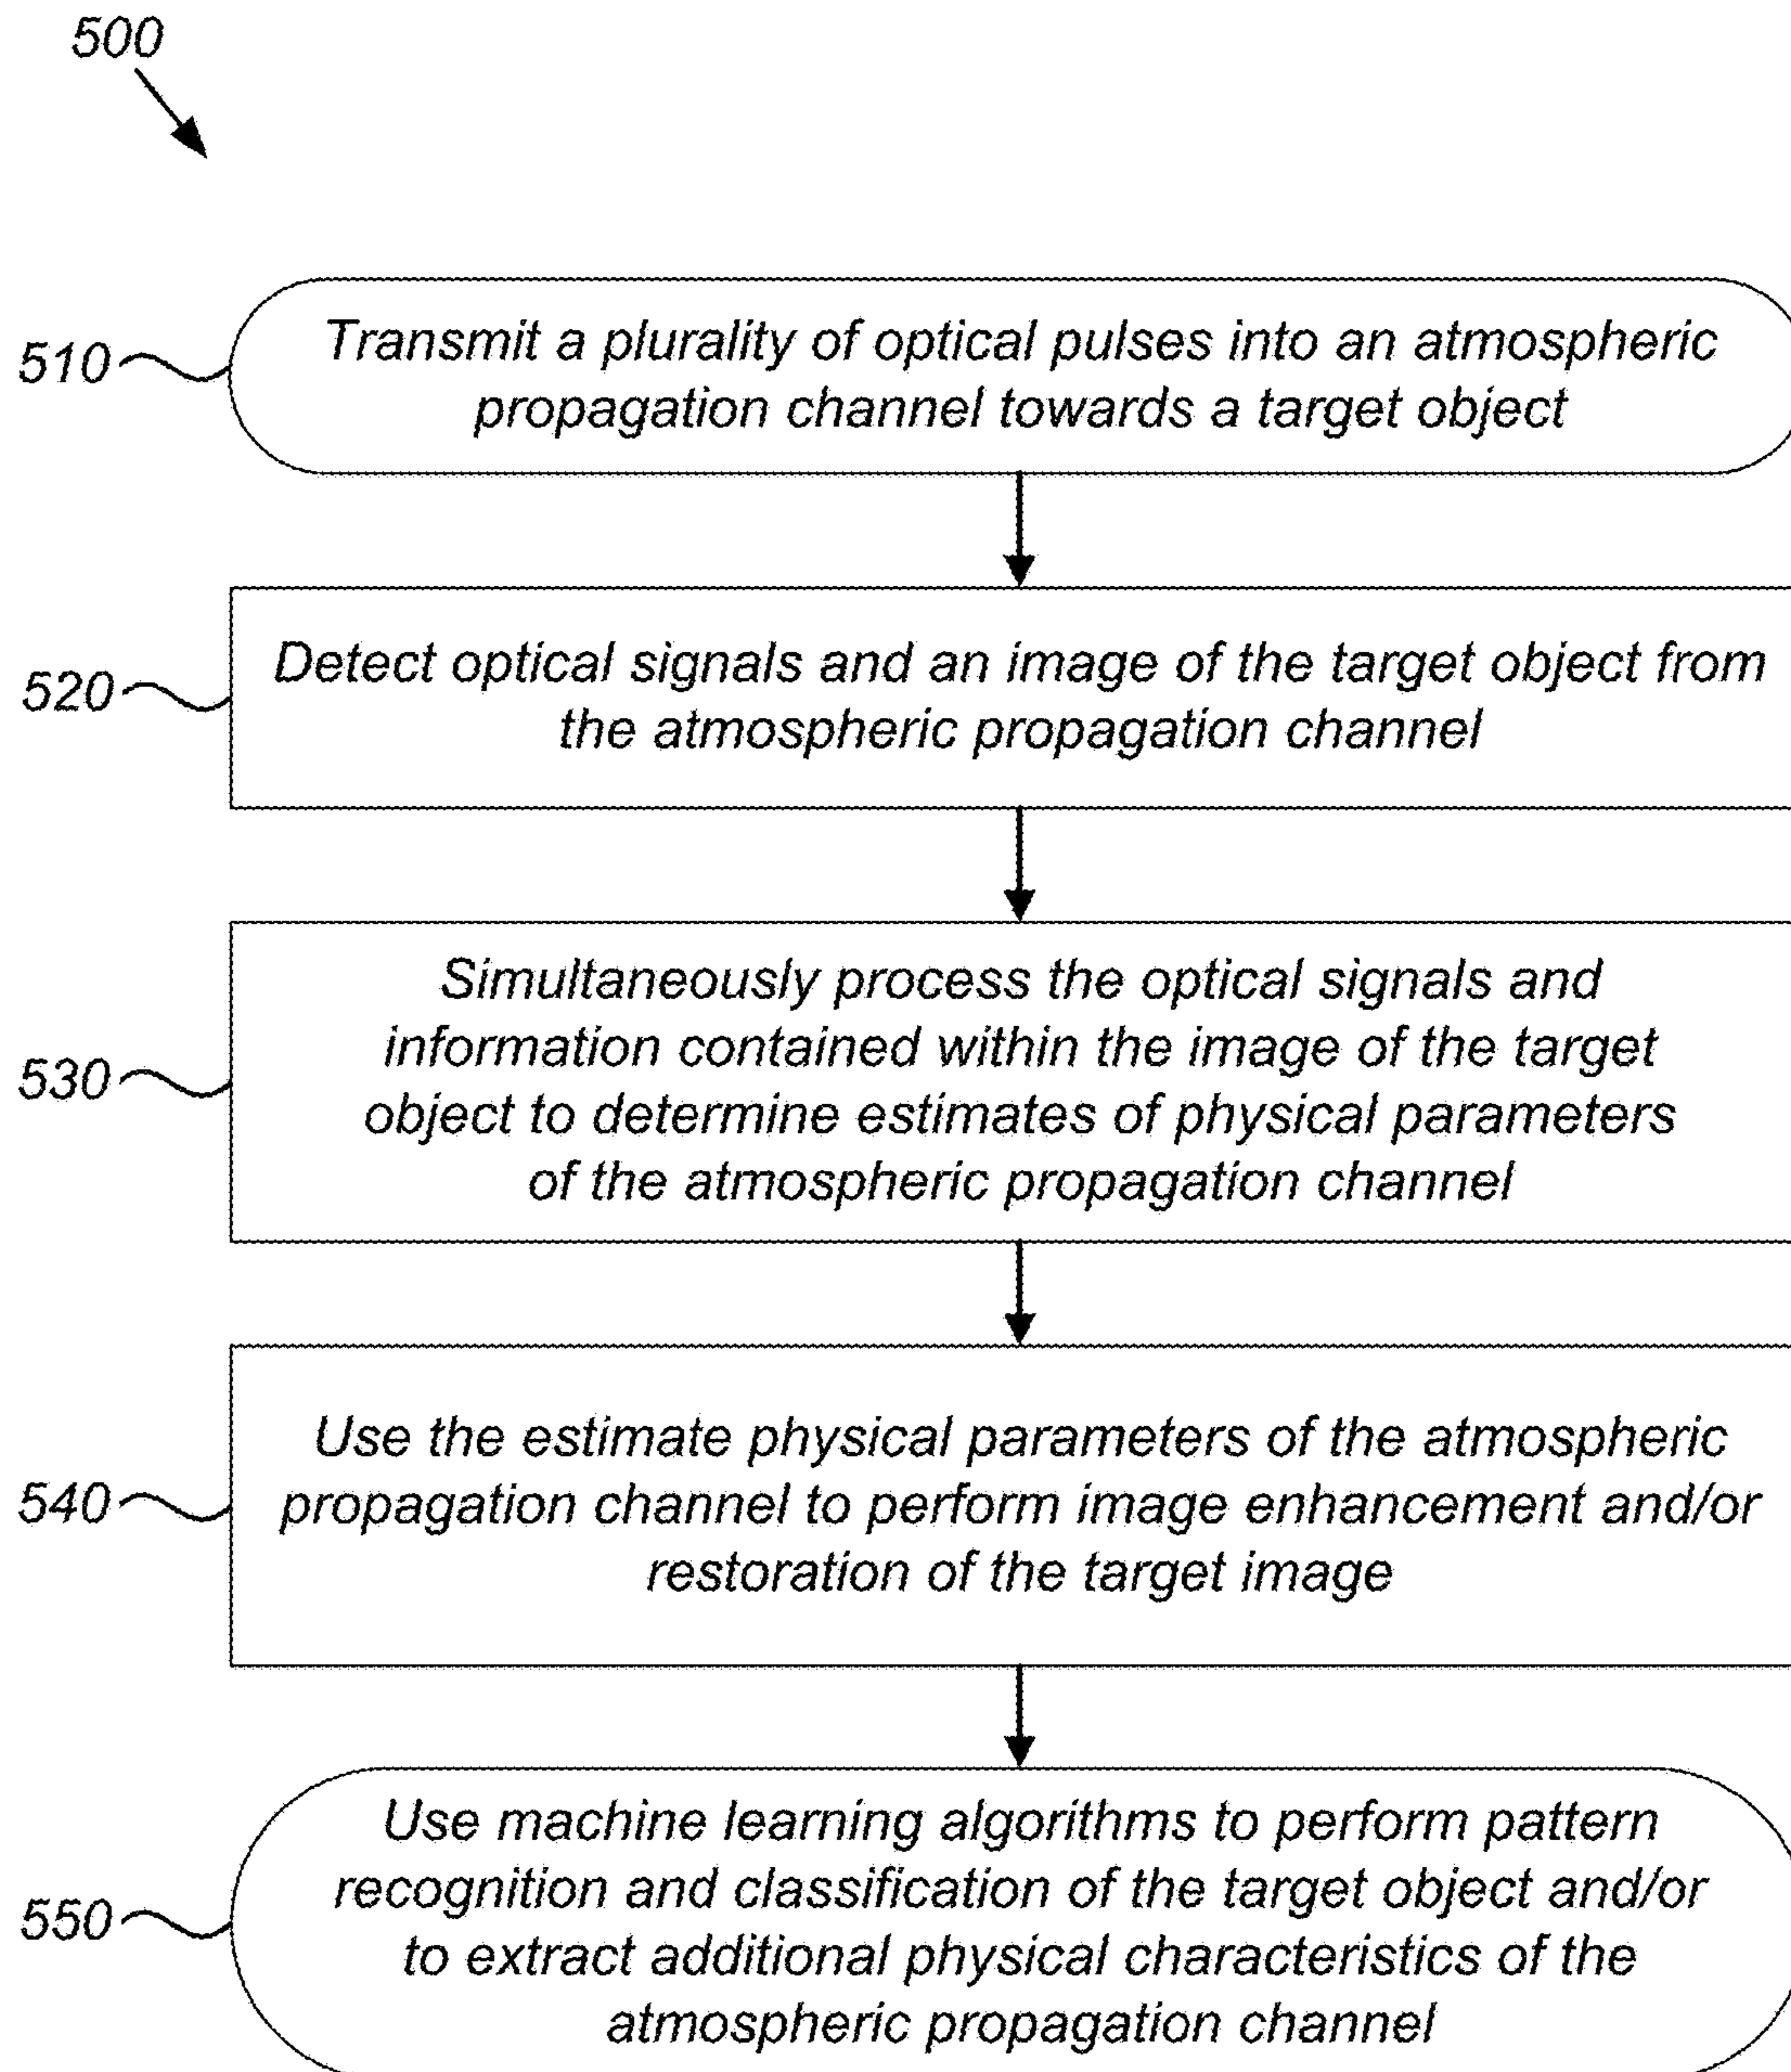 500
510
Transmit a plurality of optical pulses into an atmospheric
propagation channel towards a target object
520
Detect optical signals and an image of the target object from
the atmospheric propagation channel
530
Simultaneously process the optical signals and
information contained within the image of the target
object to determine estimates of physical parameters
of the atmospheric propagation channel
540
Use the estimate physical parameters of the atmospheric
propagation channel to perform image enhancement and/or
restoration of the target image
550
Use machine learning algorithms to perform pattern
recognition and classification of the target object and/or
to extract additional physical characteristics of the
atmospheric propagation channel